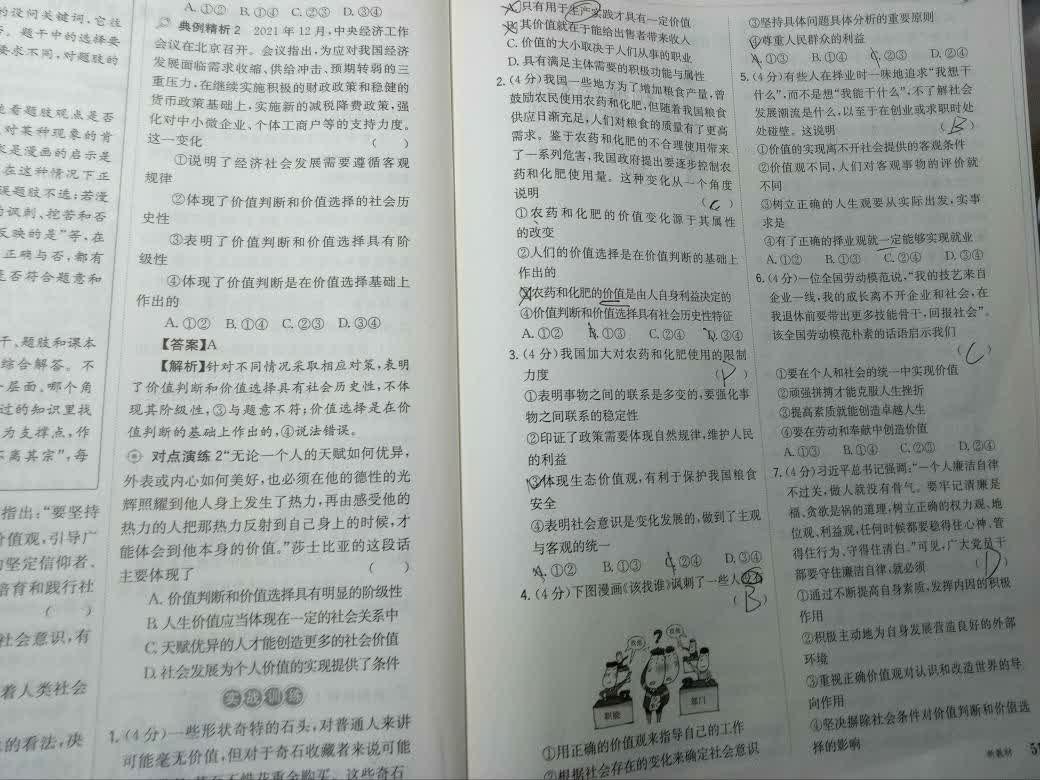 的设问关键词。它往
题干中的选择要
要求不同,对题肢的
看题肢观点是否
对某种现象的肯
是漫画的启示是
在这种情况下正
误题肢不选;若漫
讽刺、挖苦和否
反映的是”等,在
正确与否,都有
是否符合题意和
干、题肢和课本
综合解答。不
层面、哪个角
过的知识里找
为支撑点,作
离其宗”,每
指出:“要坚持
价值观,引导广
坚定信仰者、
培育和践行社
( )
社会意识,有
着人类社会
的看法,决
A.①② B.①④ C.②③ D.③④
典例精析2 2021年12月,中央经济工作
会议在北京召开。会议指出,为应对我国经济
发展面临需求收缩、供给冲击、预期转弱的三
重压力,在继续实施积极的财政政策和稳健的
货币政策基础上,实施新的减税降费政策,强
化对中小微企业、个体工商户等的支持力度。
这一变化 ( )
①说明了经济社会发展需要遵循客观
规律
②体现了价值判断和价值选择的社会历
史性
③表明了价值判断和价值选择具有阶
级性
④体现了价值判断是在价值选择基础上
作出的
A.①② B.①④ C.②③ D.③④
【答案】A
【解析】针对不同情况采取相应对策,表明
了价值判断和价值选择具有社会历史性,不体
现其阶级性,③与题意不符;价值选择是在价
值判断的基础上作出的,④说法错误。
对点演练2“无论一个人的天赋如何优异,
外表或内心如何美好,也必须在他的德性的光
辉照耀到他人身上发生了热力,再由感受他的
热力的人把那热力反射到自己身上的时候,才
能体会到他本身的价值。”莎士比亚的这段话
主要体现了 ( )
A.价值判断和价值选择具有明显的阶级性
B.人生价值应当体现在一定的社会关系中
C.天赋优异的人才能创造更多的社会价值
D.社会发展为个人价值的实现提供了条件
实战训练
1.(4分)一些形状奇特的石头,对普通人来讲
可能毫无价值,但对于奇石收藏者来说可能
重金购买。这些奇石
A.只有用于生产实践才具有一定价值
B.其价值就在于能给出售者带来收入
C.价值的大小取决于人们从事的职业
D.具有满足主体需要的积极功能与属性
2.(4分)我国一些地方为了增加粮食产量,曾
鼓励农民使用农药和化肥,但随着我国粮食
供应日渐充足,人们对粮食的质量有了更高
需求。鉴于农药和化肥的不合理使用带来
了一系列危害,我国政府提出要逐步控制农
药和化肥使用量。这种变化从一个角度
说明 (C)
①农药和化肥的价值变化源于其属性
的改变
②人们的价值选择是在价值判断的基础上
作出的
③农药和化肥的价值是由人自身利益决定的
④价值判断和价值选择具有社会历史性特征
A.①② B.①③ C.②④ D.③④
3.(4分)我国加大对农药和化肥使用的限制
力度 (D)
①表明事物之间的联系是多变的,要强化事
物之间联系的稳定性
②印证了政策需要体现自然规律,维护人民
的利益
③体现生态价值观,有利于保护我国粮食
安全
④表明社会意识是变化发展的,做到了主观
与客观的统一
A.①② B.①③ C.②④ D.③④
4.(4分)下图漫画《该找谁》讽刺了一些人
(B)
爸爸
?
爸爸
职能
部门
①用正确的价值观来指导自己的工作
②根据社会存在的变化来确定社会意识
③坚持具体问题具体分析的重要原则
④尊重人民群众的利益
A.①③ B.①④ C.②③ D.②④
5.(4分)有些人在择业时一味地追求“我想干
什么”,而不是想“我能干什么”;不了解社会
发展潮流是什么,以至于在创业或求职时处
处碰壁。这说明 (B)
①价值的实现离不开社会提供的客观条件
②价值观不同,人们对客观事物的评价就
不同
③树立正确的人生观要从实际出发,实事
求是
④有了正确的择业观就一定能够实现就业
A.①② B.①③ C.②④ D.③④
6.(4分)一位全国劳动模范说,“我的技艺来自
企业一线,我的成长离不开企业和社会,在
我退休前要带出更多技能骨干,回报社会”。
该全国劳动模范朴素的话语启示我们
(C)
①要在个人和社会的统一中实现价值
②顽强拼搏才能克服人生挫折
③提高素质就能创造卓越人生
④要在劳动和奉献中创造价值
A.①③ B.①④ C.②③ D.②④
7.(4分)习近平总书记强调:“一个人廉洁自律
不过关,做人就没有骨气。要牢记清廉是
福、贪欲是祸的道理,树立正确的权力观、地
位观、利益观,任何时候都要稳得住心神、管
得住行为、守得住清白。”可见,广大党员干
部要守住廉洁自律,就必须 (D)
①通过不断提高自身素质,发挥内因的积极
作用
②积极主动地为自身发展营造良好的外部
环境
③重视正确价值观对认识和改造世界的导
向作用
④坚决摒除社会条件对价值判断和价值选
择的影响
新教材